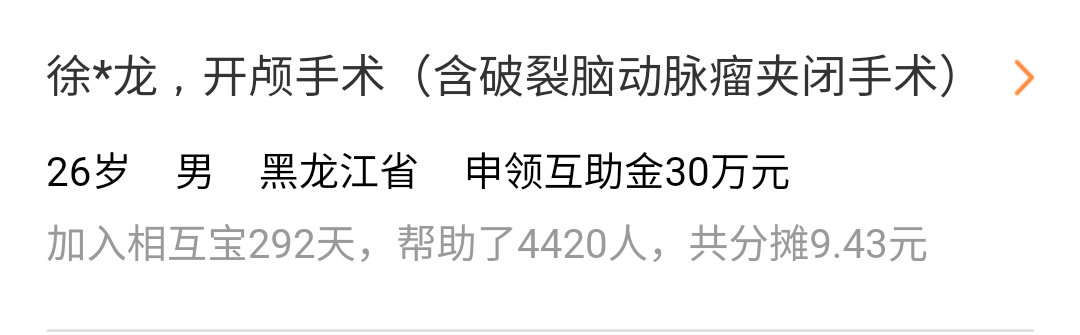 徐*龙，开颅手术（含破裂脑动脉瘤夹闭手术）
26岁 男 黑龙江省 申领互助金30万元
加入相互宝292天，帮助了4420人，共分摊9.43元